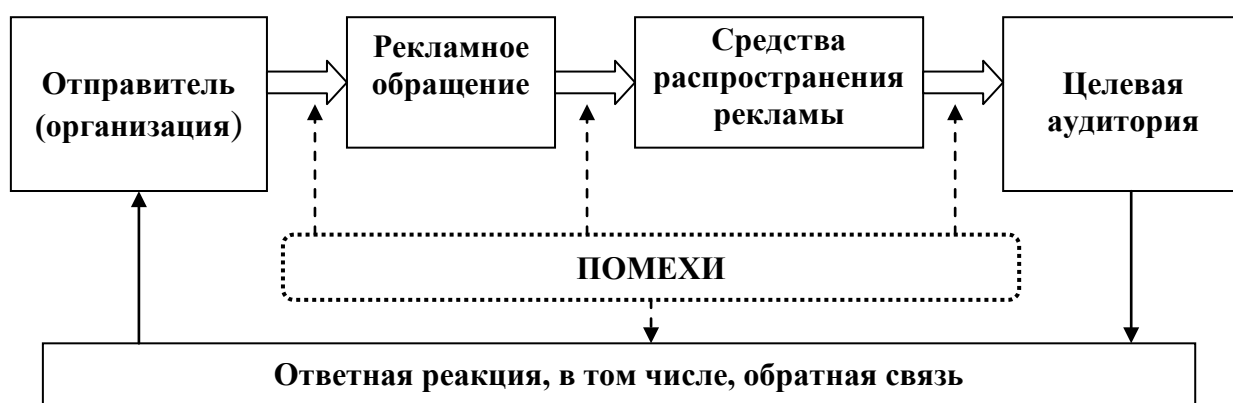 Отправитель
(организация)
Рекламное
обращение
Средства
распространения
рекламы
Целевая
аудитория
ПОМЕХИ
Ответная реакция, в том числе, обратная связь